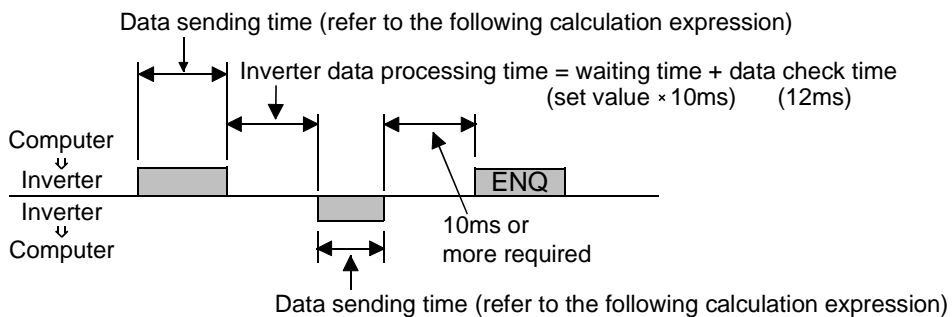 Data sending time (refer to the following calculation expression)
Inverter data processing time = waiting time + data check time
(set value × 10ms) (12ms)
Computer
⇩
Inverter
ENQ
Inverter
⇩
Computer
10ms or
more required
Data sending time (refer to the following calculation expression)